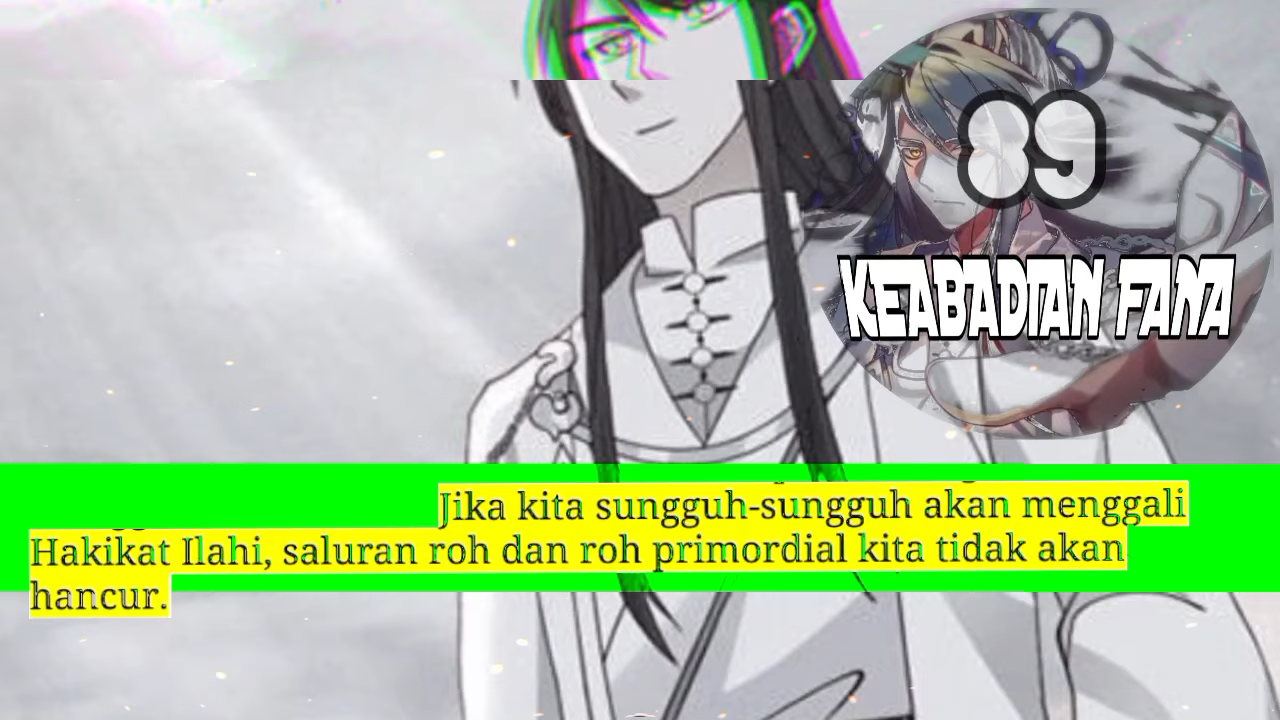 89
KEABADIAN FANA
Jika kita sungguh-sungguh akan menggali
Hakikat Ilahi, saluran roh dan roh primordial kita tidak akan
hancur.